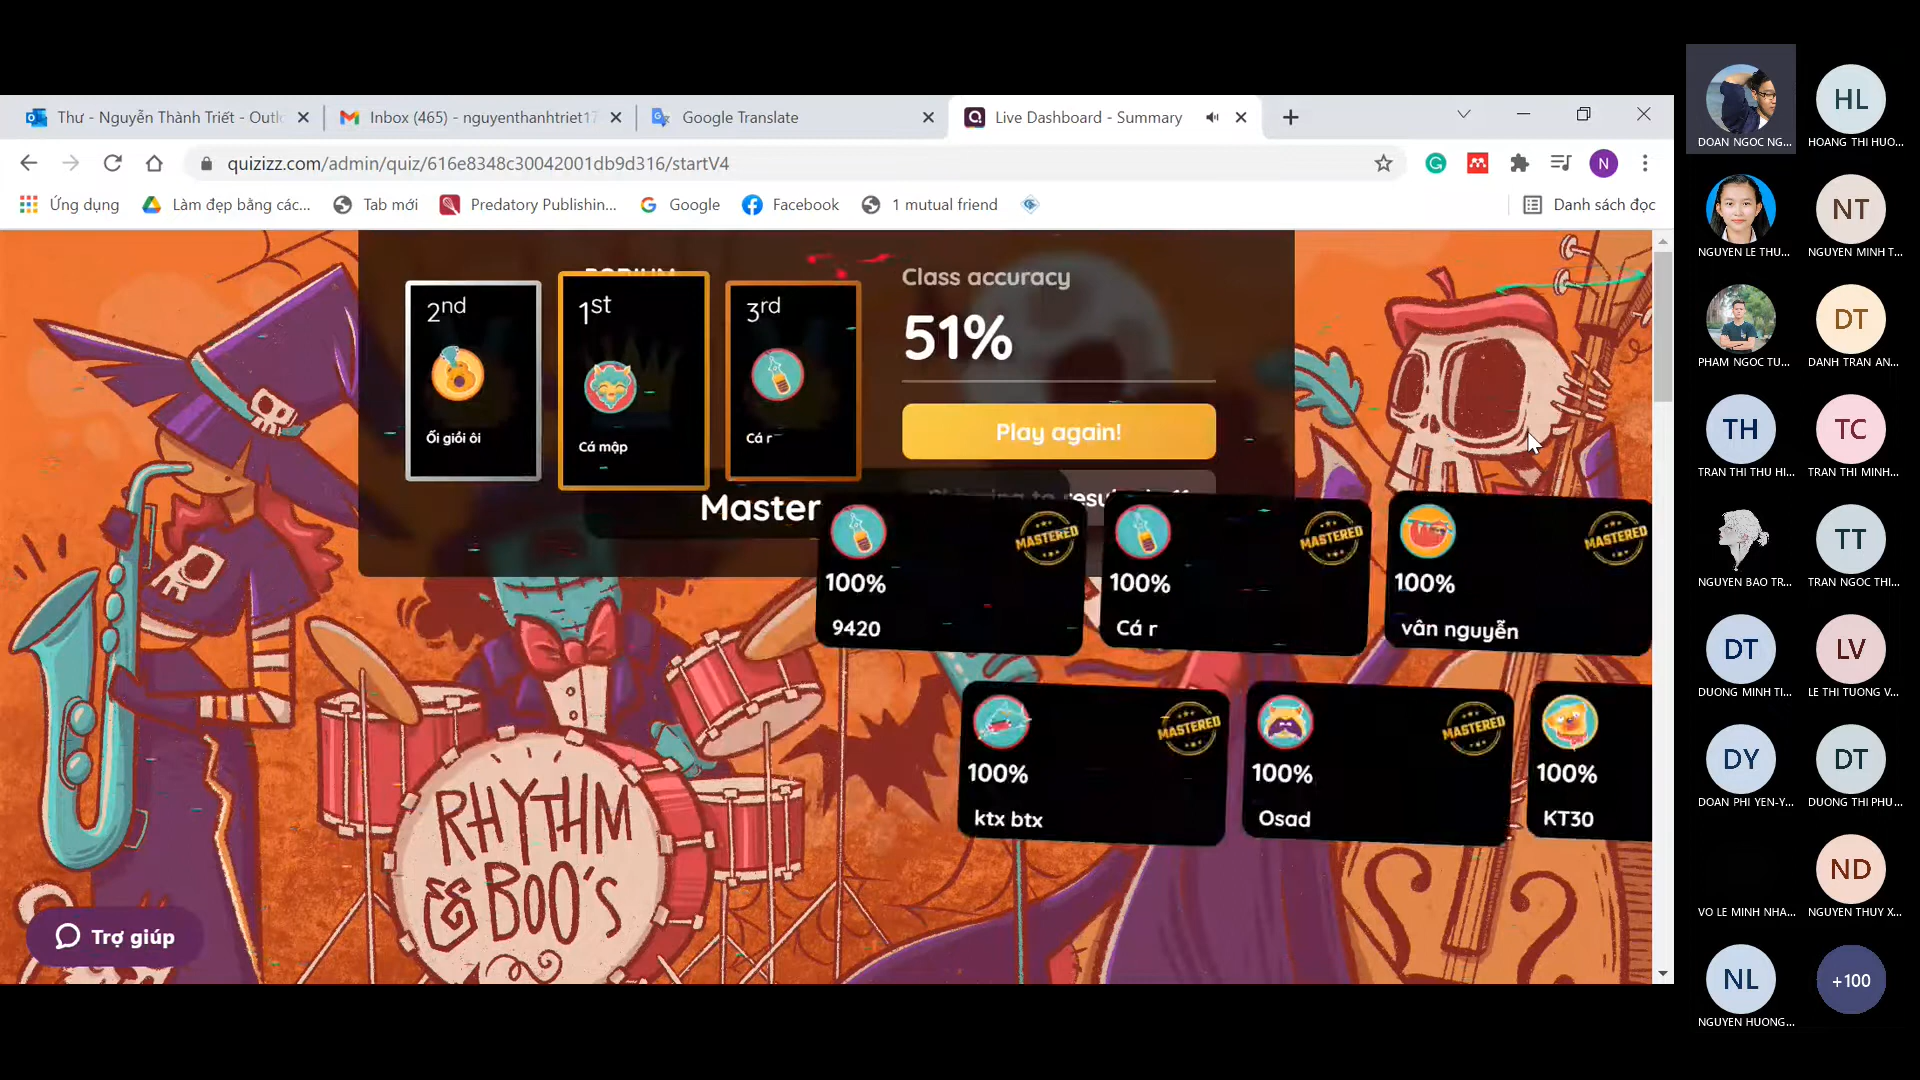 Thư - Nguyễn Thành Triết - Outlo
Inbox (465) - nguyenthanhtriet17
Google Translate
Live Dashboard - Summary
quizizz.com/admin/quiz/616e8348c30042001db9d316/startV4
N
Ứng dụng
Làm đẹp bằng các...
Tab mới
Predatory Publishin...
Google
Facebook
1 mutual friend
Danh sách đọc
PODIUM
2nd
Ối giồi ôi
1st
Cá mập
3rd
Cá r
Class accuracy
51%
Play again!
Master
MASTERED
100%
9420
MASTERED
100%
Cá r
MASTERED
100%
vân nguyễn
MASTERED
100%
ktx btx
MASTERED
100%
Osad
100%
KT30
RHYTHM
& BOO'S
Trợ giúp
DOAN NGOC NG...
HL
HOANG THI HUO...
NGUYEN LE THU...
NT
NGUYEN MINH T...
PHAM NGOC TU...
DT
DANH TRAN AN...
TH
TRAN THI THU HI...
TC
TRAN THI MINH...
NGUYEN BAO TR...
TT
TRAN NGOC THI...
DT
DUONG MINH TI...
LV
LE THI TUONG V...
DY
DOAN PHI YEN-Y...
DT
DUONG THI PHU...
VO LE MINH NHA...
ND
NGUYEN THUY X...
NL
NGUYEN HUONG...
+100